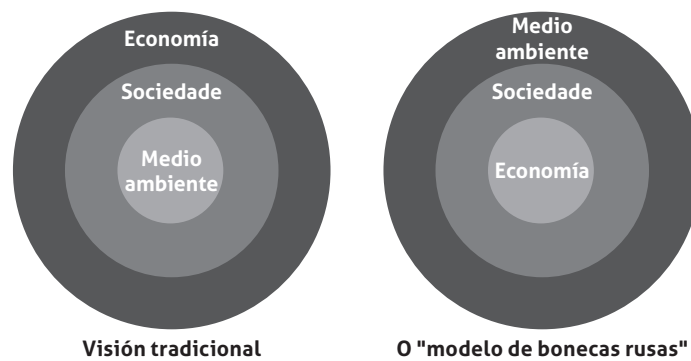 Economía
Sociedade
Medio
ambiente
Visión tradicional
Medio
ambiente
Sociedade
Economía
O "modelo de bonecas rusas"